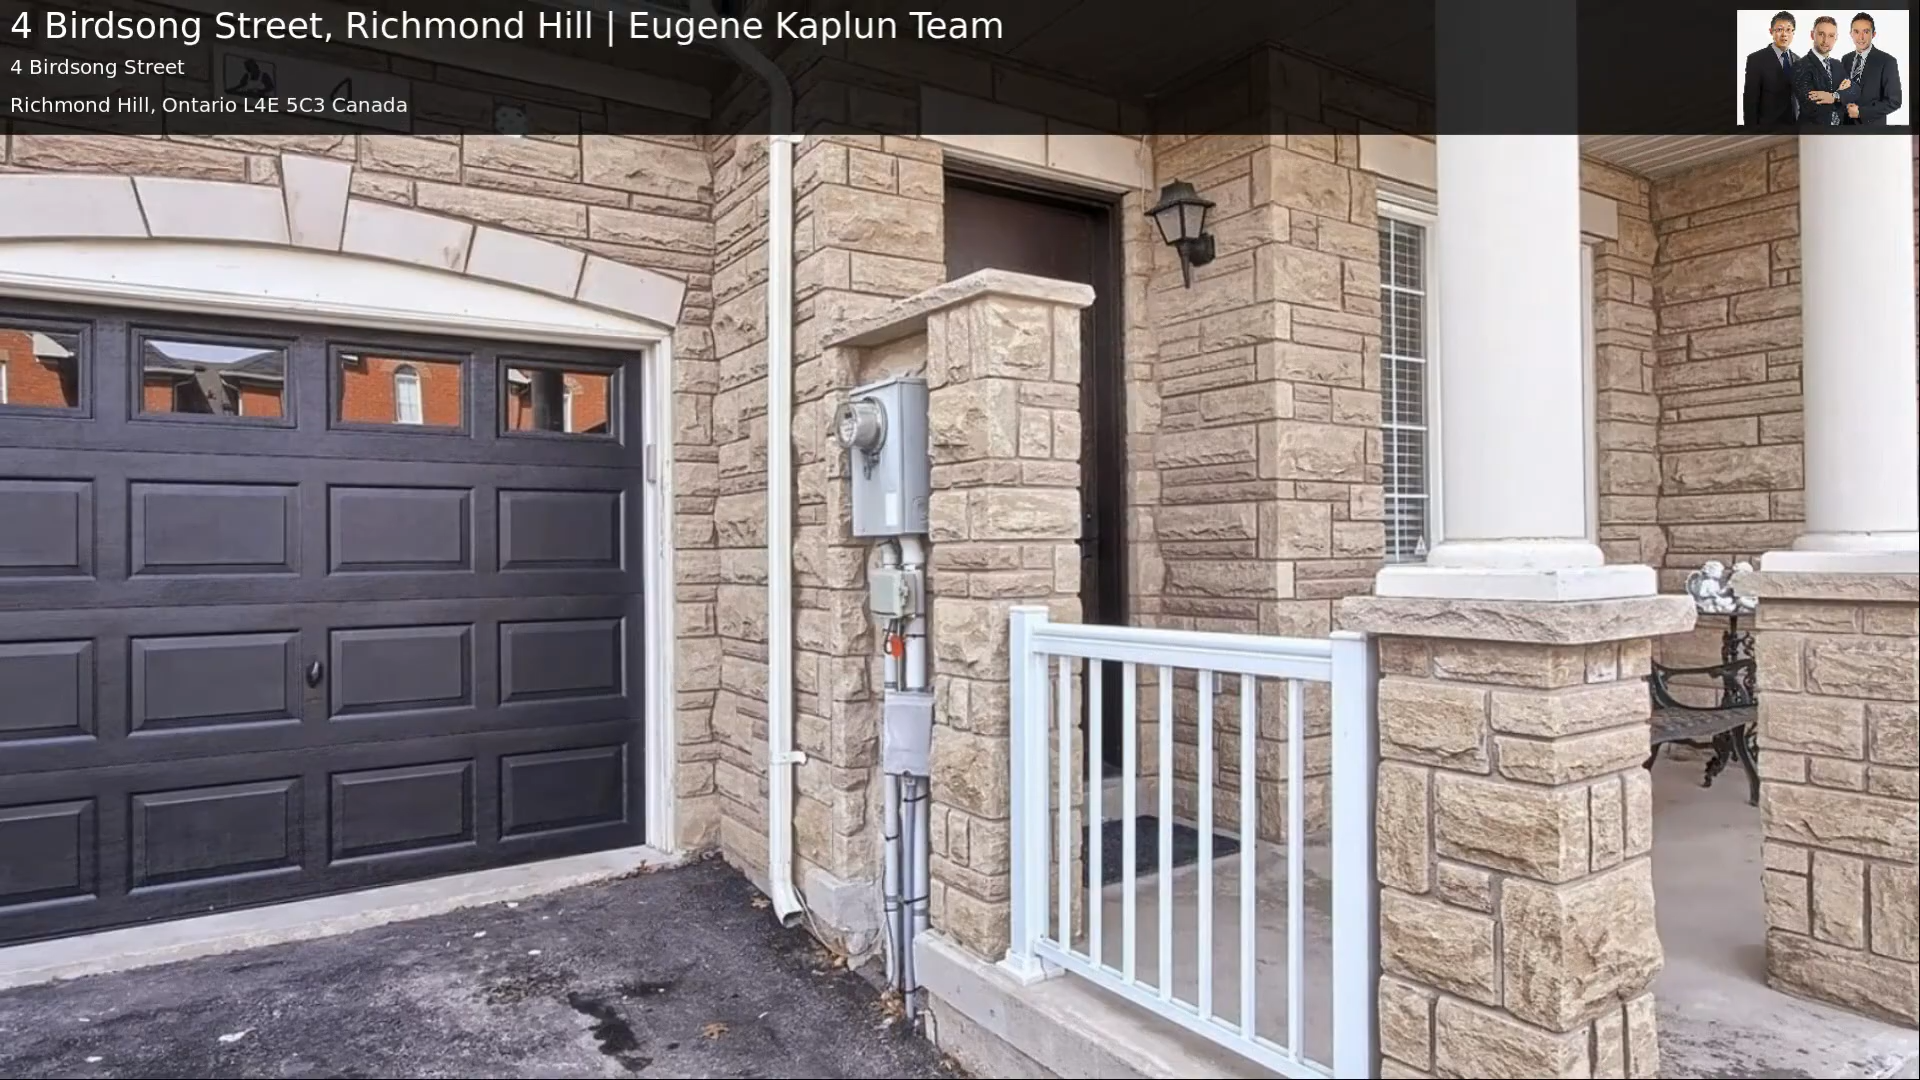 4 Birdsong Street, Richmond Hill | Eugene Kaplun Team
4 Birdsong Street
Richmond Hill, Ontario L4E 5C3 Canada